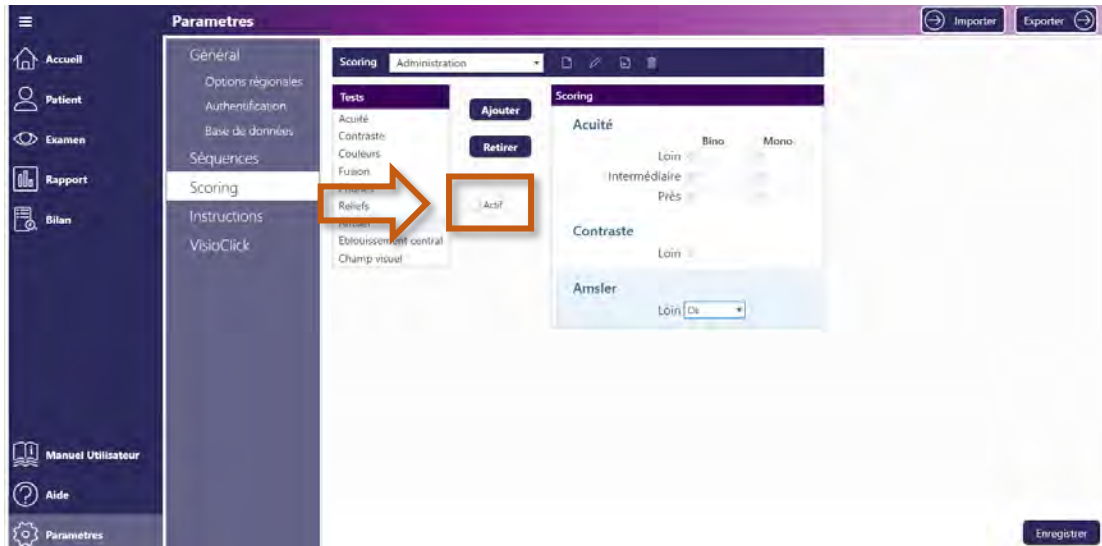 Parametres
Importer
Exporter
Accueil
Patient
Examen
Rapport
Bilan
Manuel Utilisateur
Aide
Parametres
Général
Options régionales
Authentification
Base de données
Séquences
Scoring
Instructions
VisioClick
Scoring Administration
Tests
Acuité
Contraste
Couleurs
Fusion
Reliefs
Eblouissement central
Champ visuel
Ajouter
Retirer
Actif
Scoring
Acuité
Bino Mono
Loin
Intermédiaire
Près
Contraste
Loin
Amsler
Loin
Enregistrer